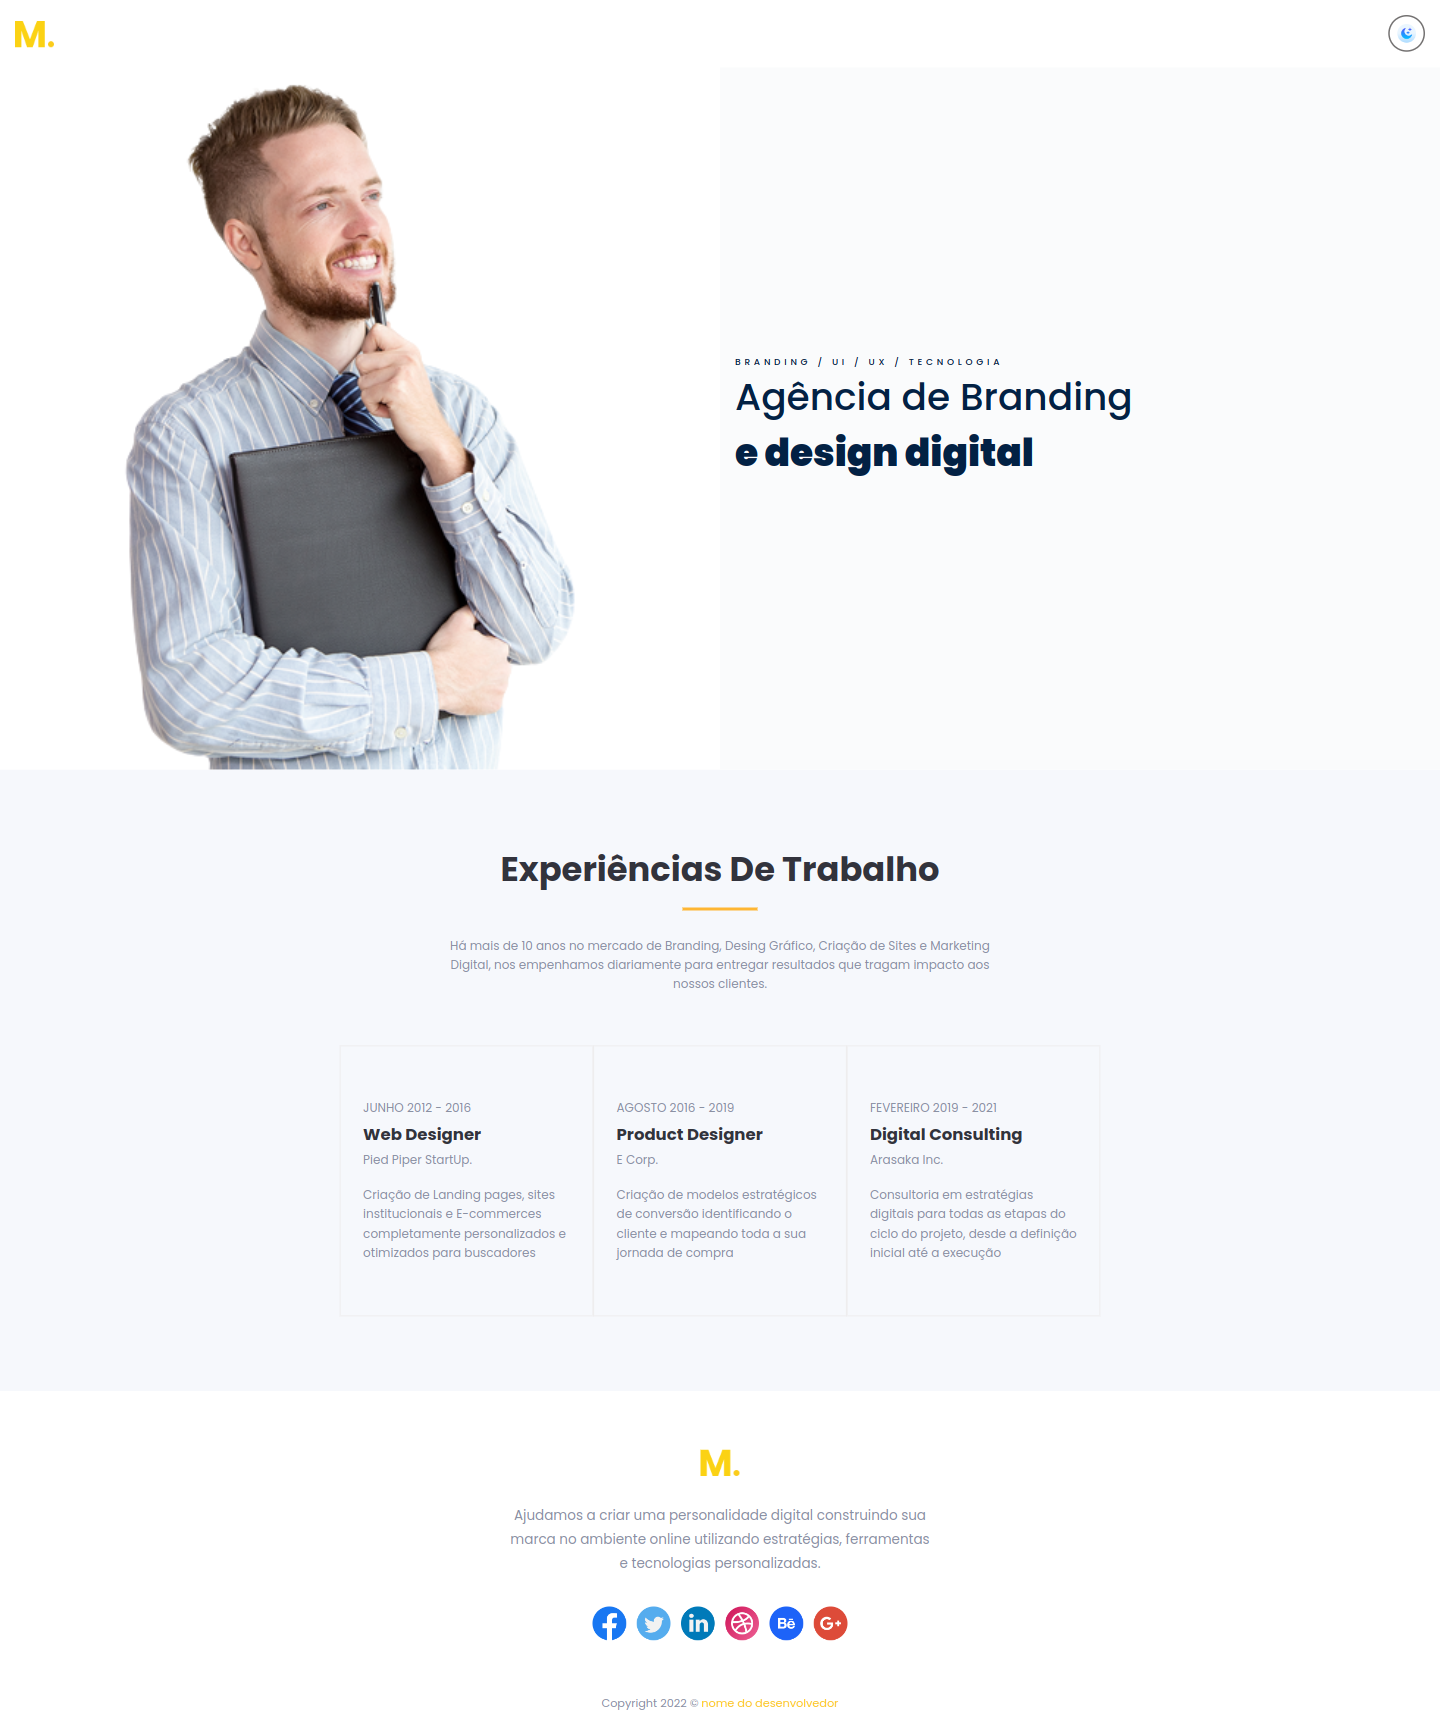 M.
BRANDING / UI / UX / TECNOLOGIA
Agência de Branding
e design digital
Experiências De Trabalho
Há mais de 10 anos no mercado de Branding, Desing Gráfico, Criação de Sites e Marketing
Digital, nos empenhamos diariamente para entregar resultados que tragam impacto aos
nossos clientes.
JUNHO 2012 - 2016
Web Designer
Pied Piper StartUp.
Criação de Landing pages, sites
institucionais e E-commerces
completamente personalizados e
otimizados para buscadores
AGOSTO 2016 - 2019
Product Designer
E Corp.
Criação de modelos estratégicos
de conversão identificando o
cliente e mapeando toda a sua
jornada de compra
FEVEREIRO 2019 - 2021
Digital Consulting
Arasaka Inc.
Consultoria em estratégias
digitais para todas as etapas do
ciclo do projeto, desde a definição
inicial até a execução
M.
Ajudamos a criar uma personalidade digital construindo sua
marca no ambiente online utilizando estratégias, ferramentas
e tecnologias personalizadas.
in
Bē
G+
Copyright 2022 © nome do desenvolvedor